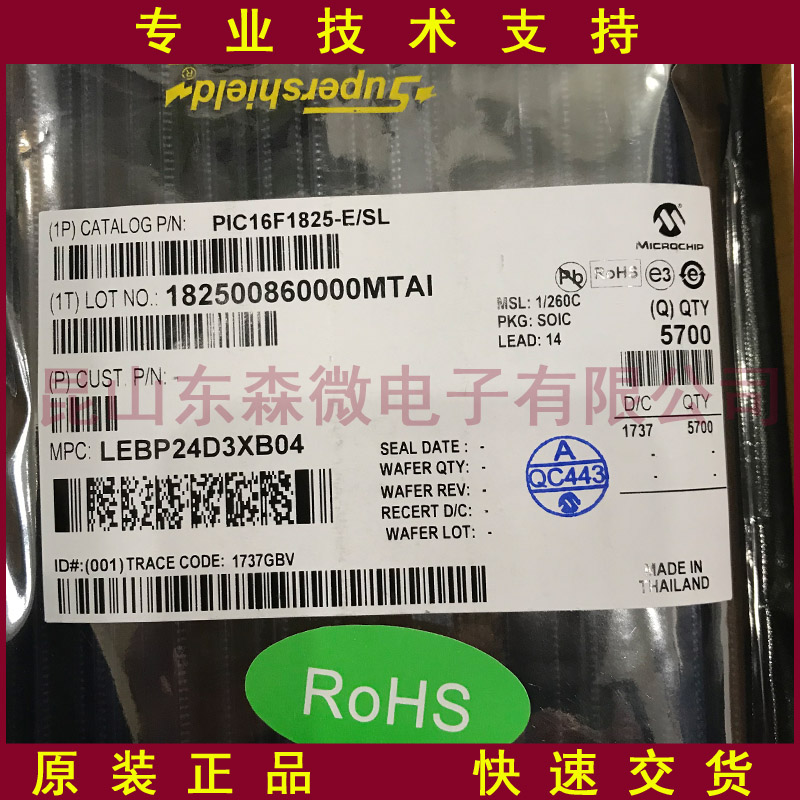 专业技术支持
Supershield®
(1P) CATALOG P/N: PIC16F1825-E/SL
MICROCHIP
(1T) LOT NO.: 182500860000MTAI
Pb RoHS e3 e
MSL: 1/260C
PKG: SOIC
LEAD: 14
(Q) QTY
5700
昆山东森微电子有限公司
(P) CUST. P/N: -
D/C QTY
1737 5700
- -
- -
MPC: LEBP24D3XB04
SEAL DATE : -
WAFER QTY: -
WAFER REV: -
RECERT D/C: -
WAFER LOT: -
A
QC443
ID#:(001) TRACE CODE: 1737GBV
MADE IN
THAILAND
RoHS
原装正品 快速交货